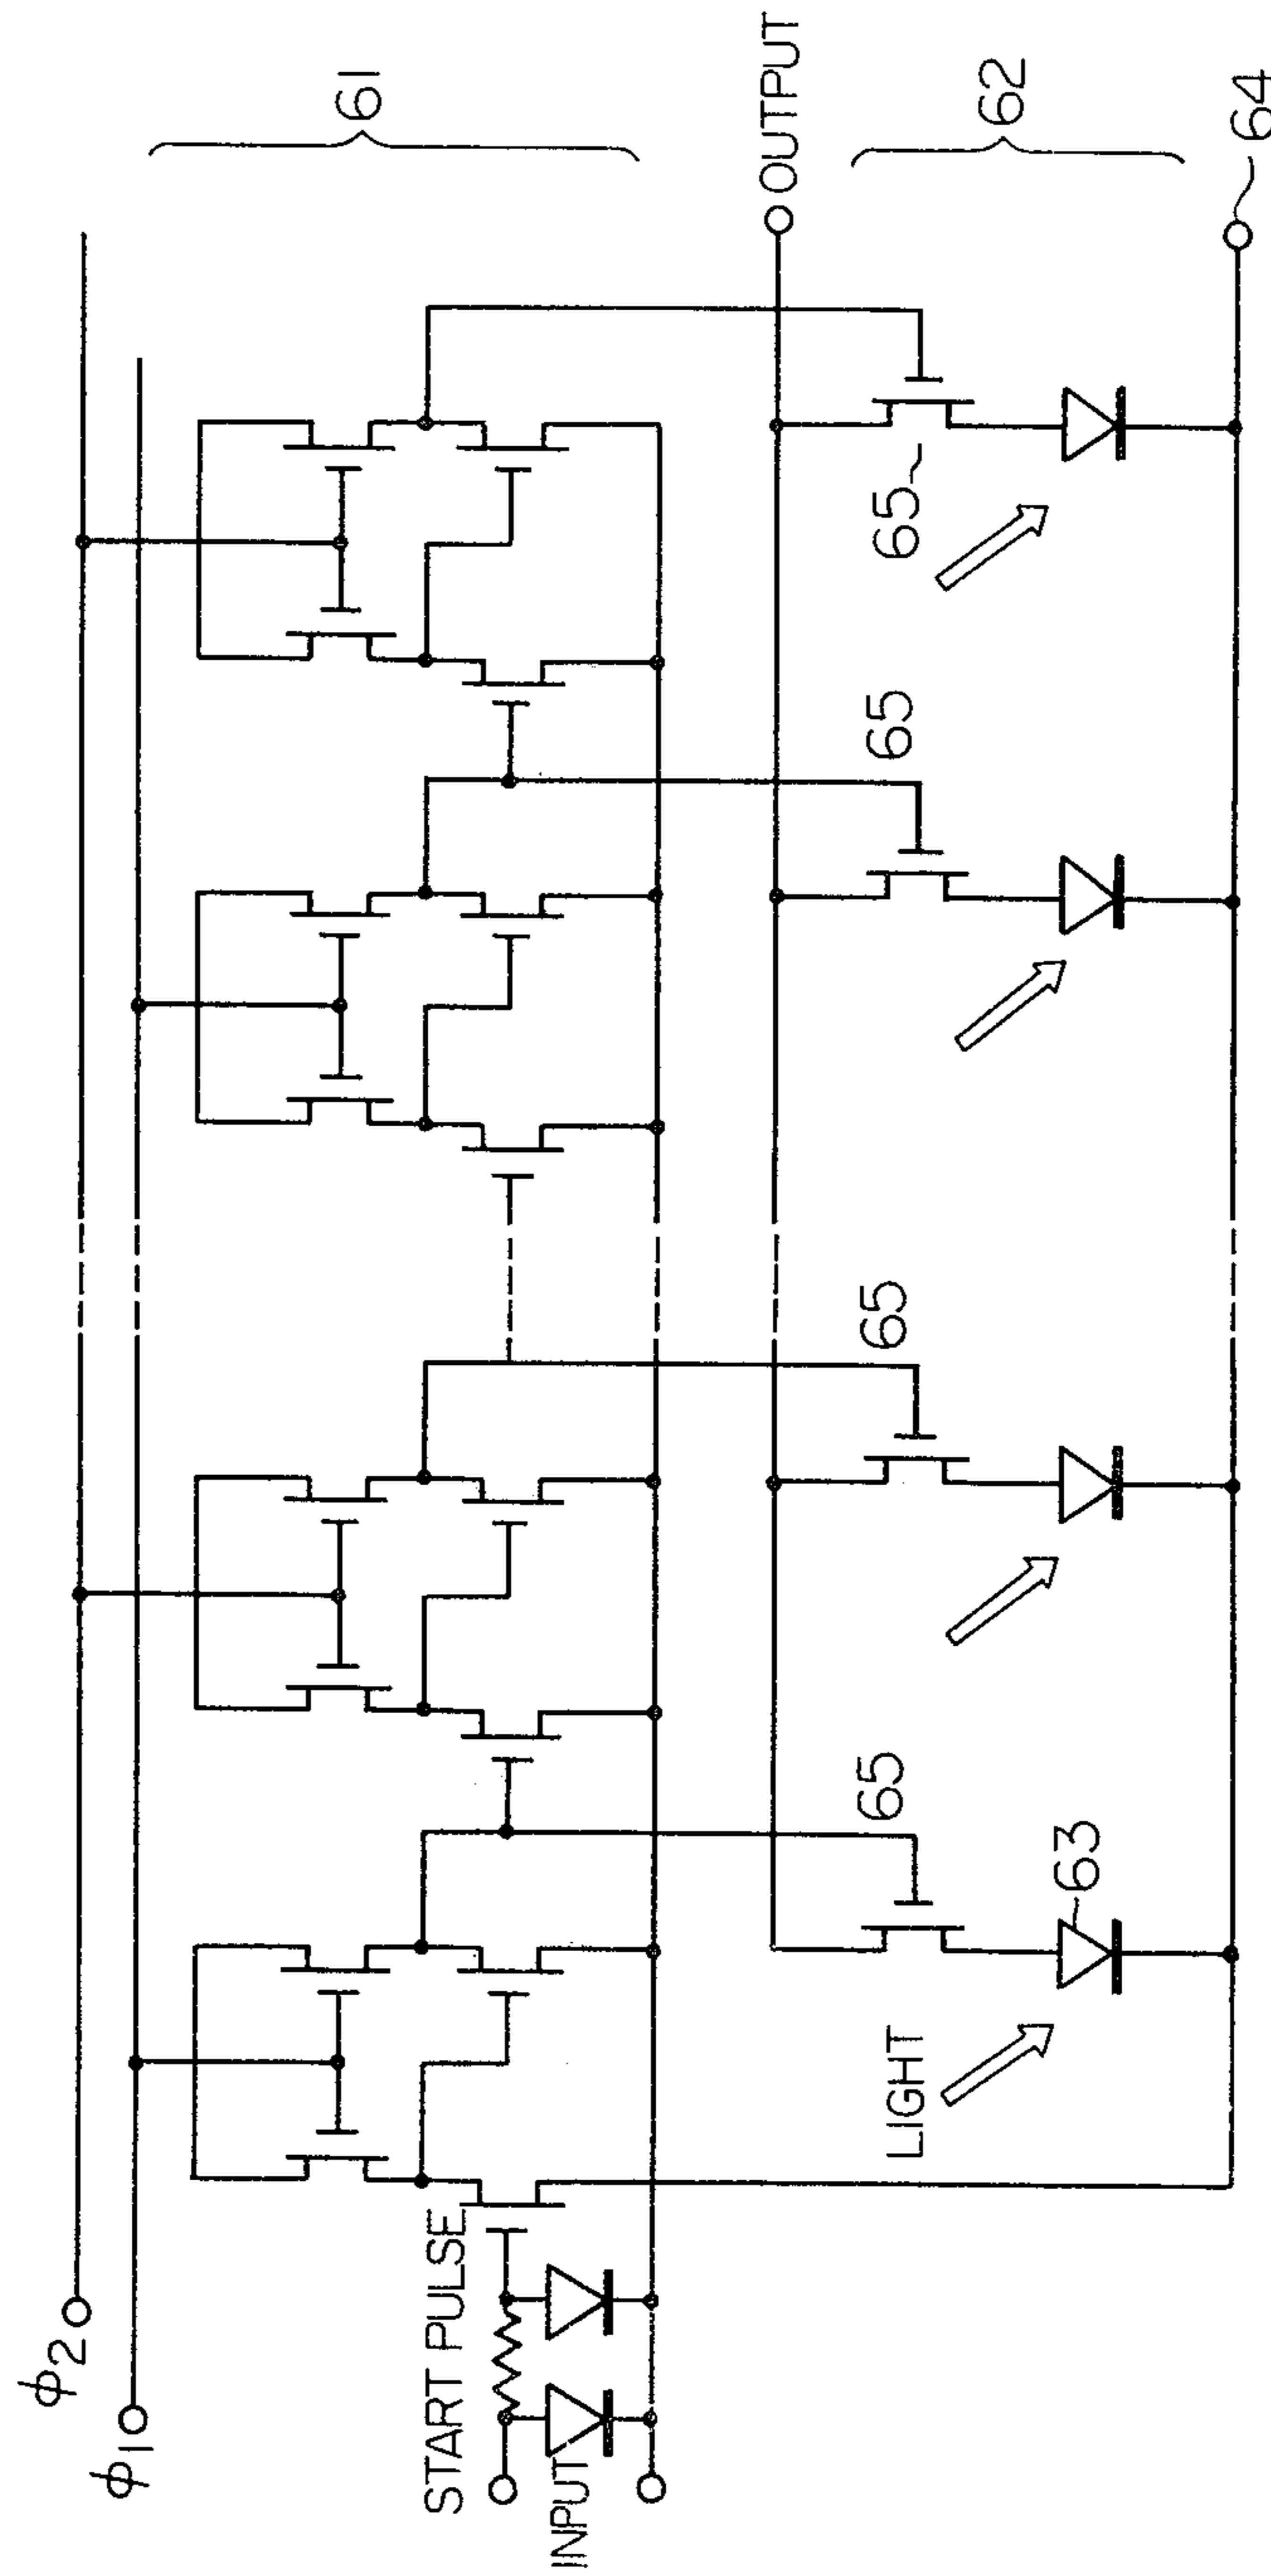 ϕ2
ϕ1
START PULSE
INPUT
61
OUTPUT
62
64
65
65
65
65
63
LIGHT